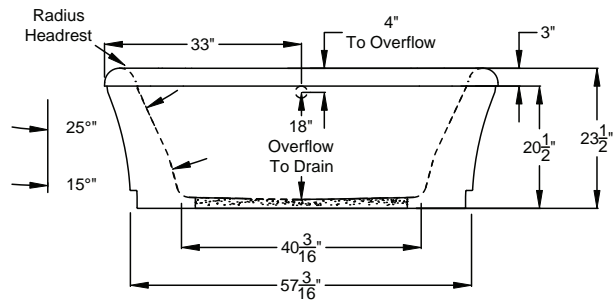 Radius
Headrest
33"
4"
To Overflow
3"
25°"
15°"
18"
Overflow
To Drain
20 1/2"
23 1/2"
40 3/16"
57 3/16"